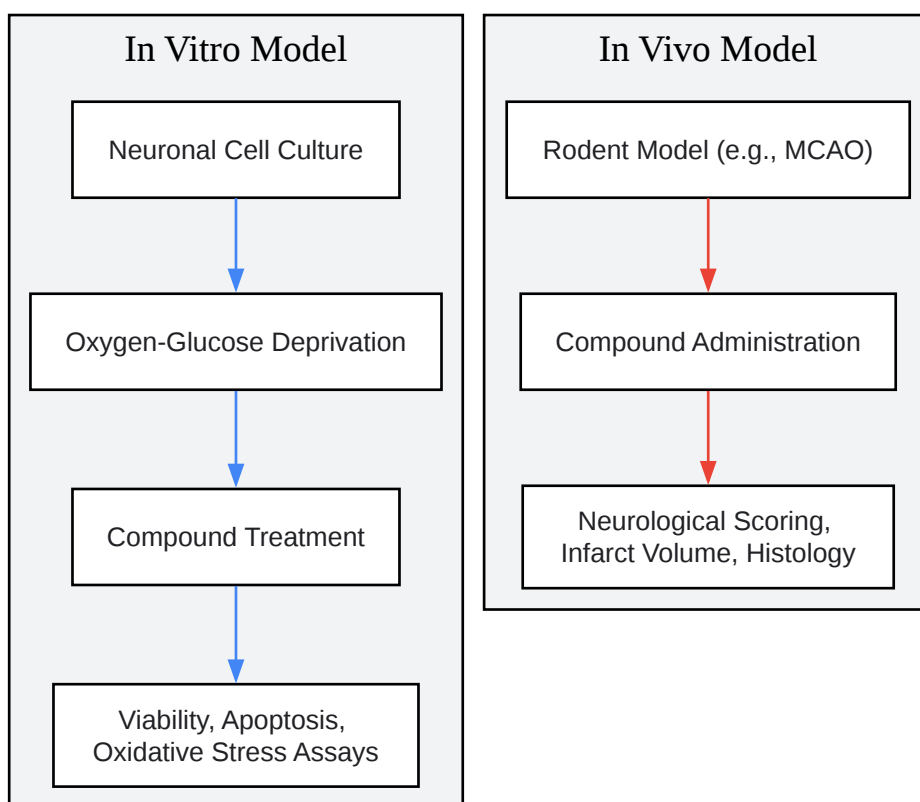 In Vitro Model
Neuronal Cell Culture
Oxygen-Glucose Deprivation
Compound Treatment
Viability, Apoptosis,
Oxidative Stress Assays
In Vivo Model
Rodent Model (e.g., MCAO)
Compound Administration
Neurological Scoring,
Infarct Volume, Histology